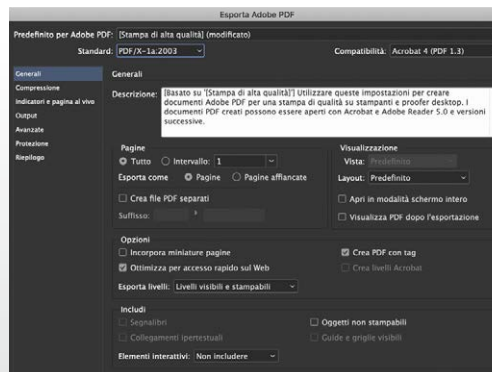 Esporta Adobe PDF
Predefinito per Adobe PDF: [Stampa di alta qualità] (modificato)
Standard: PDF/X-1a:2003 Compatibilità: Acrobat 4 (PDF 1.3)
Generali
Compressione
Indicatori e pagina al vivo
Output
Avanzate
Protezione
Riepilogo
Generali
Descrizione: [Basato su '[Stampa di alta qualità]'] Utilizzare queste impostazioni per creare
documenti Adobe PDF per una stampa di qualità su stampanti e proofer desktop. I
documenti PDF creati possono essere aperti con Acrobat e Adobe Reader 5.0 e versioni
successive.
Pagine
Tutto Intervallo: 1
Esporta come Pagine Pagine affiancate
Crea file PDF separati
Suffisso:
Visualizzazione
Vista: Predefinito
Layout: Predefinito
Apri in modalità schermo intero
Visualizza PDF dopo l'esportazione
Opzioni
Incorpora miniature pagine Crea PDF con tag
Ottimizza per accesso rapido sul Web Crea livelli Acrobat
Esporta livelli: Livelli visibili e stampabili
Includi
Segnalibri Oggetti non stampabili
Collegamenti ipertestuali Guide e griglie visibili
Elementi interattivi: Non includere